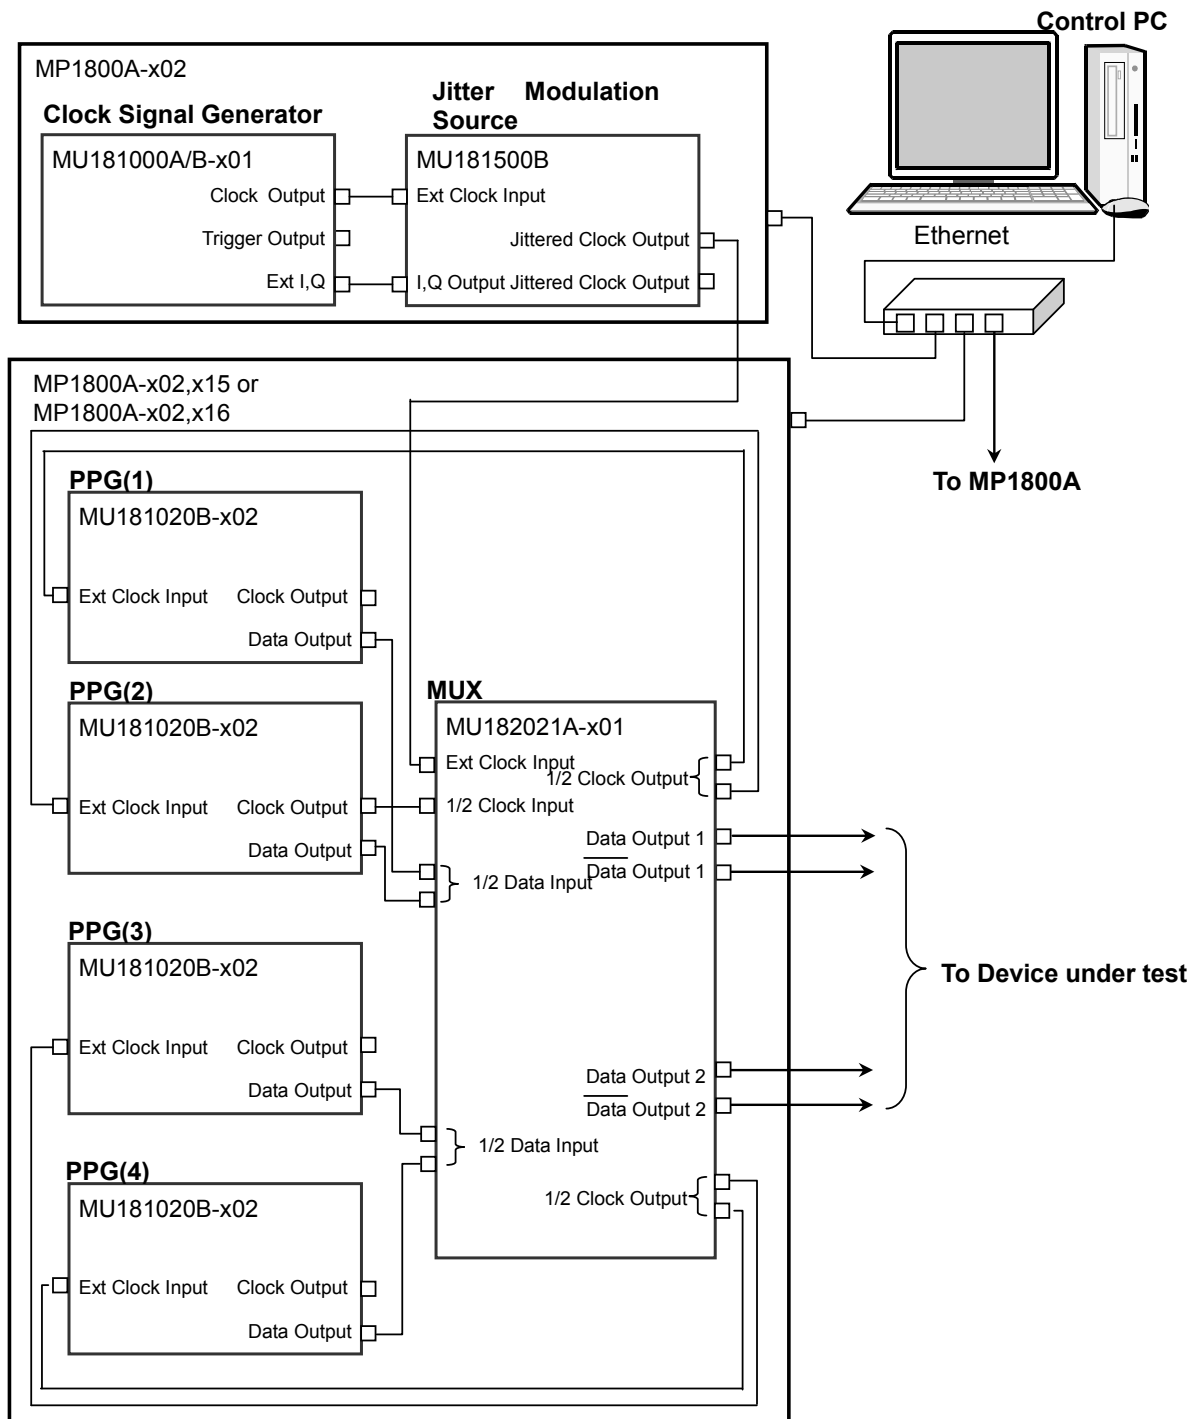 Control PC
MP1800A-x02
Clock Signal Generator
Jitter Modulation
Source
MU181000A/B-x01
MU181500B
Clock Output
Ext Clock Input
Trigger Output
Jittered Clock Output
Ext I,Q
I,Q Output Jittered Clock Output
Ethernet
To MP1800A
MP1800A-x02,x15 or
MP1800A-x02,x16
PPG(1)
MU181020B-x02
Ext Clock Input Clock Output
Data Output
PPG(2)
MU181020B-x02
Ext Clock Input Clock Output
Data Output
MUX
MU182021A-x01
Ext Clock Input
1/2 Clock Output
1/2 Clock Input
Data Output 1
Data Output 1
1/2 Data Input
PPG(3)
MU181020B-x02
Ext Clock Input Clock Output
Data Output
To Device under test
Data Output 2
Data Output 2
1/2 Data Input
1/2 Clock Output
PPG(4)
MU181020B-x02
Ext Clock Input Clock Output
Data Output